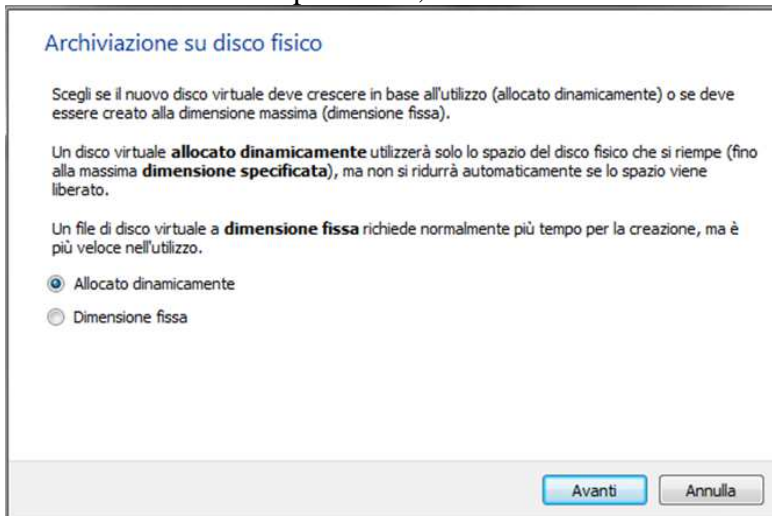 Archiviazione su disco fisico
Scegli se il nuovo disco virtuale deve crescere in base all'utilizzo (allocato dinamicamente) o se deve
essere creato alla dimensione massima (dimensione fissa).
Un disco virtuale allocato dinamicamente utilizzerà solo lo spazio del disco fisico che si riempe (fino
alla massima dimensione specificata), ma non si ridurrà automaticamente se lo spazio viene
liberato.
Un file di disco virtuale a dimensione fissa richiede normalmente più tempo per la creazione, ma è
più veloce nell'utilizzo.
Allocato dinamicamente
Dimensione fissa
Avanti Annulla